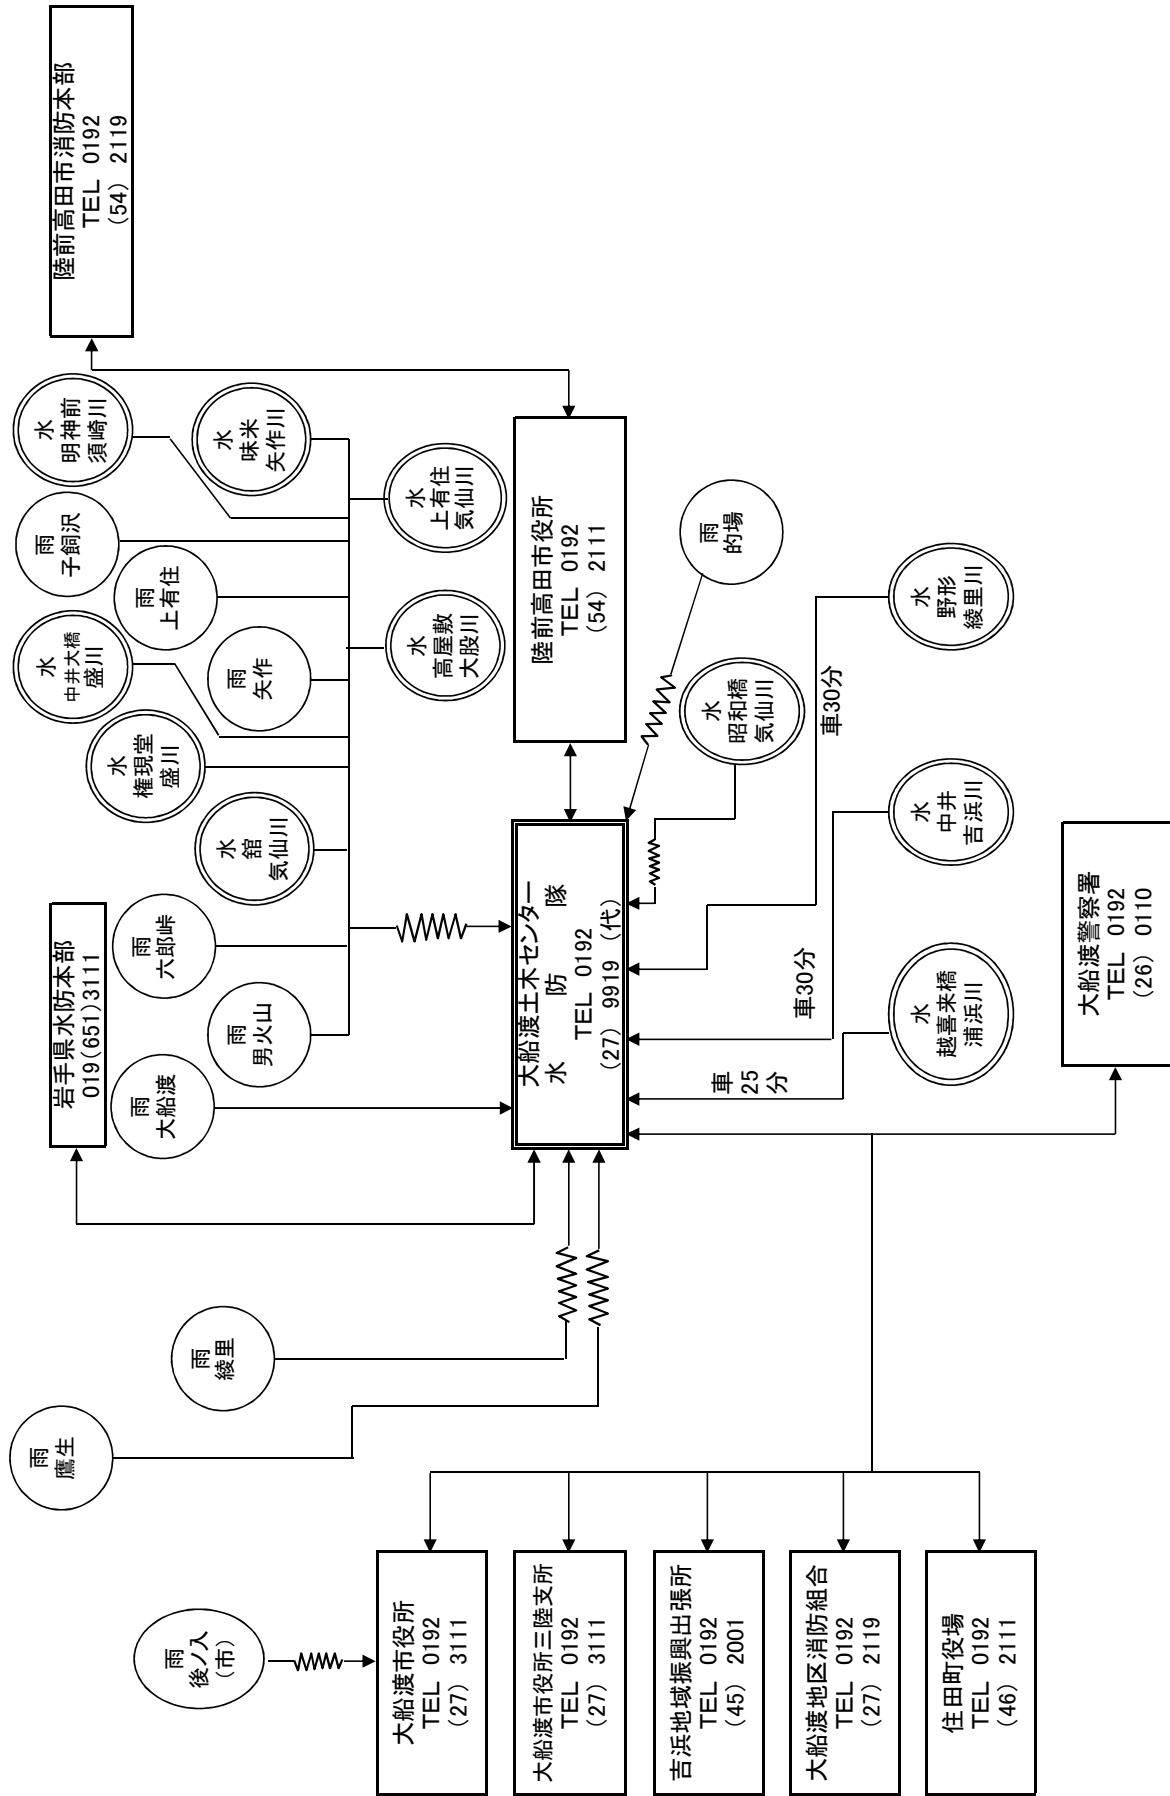 陸前高田市消防本部
TEL 0192
(54) 2119
水
明神前
須崎川
水
味米
矢作川
雨
子飼沢
水
上有住
気仙川
雨
上有住
水
中井大橋
盛川
雨
矢作
水
高屋敷
大股川
水
権現堂
盛川
水
舘
気仙川
雨
六郎峠
雨
男火山
岩手県水防本部
019(651)3111
雨
大船渡
陸前高田市役所
TEL 0192
(54) 2111
雨
的場
水
昭和橋
気仙川
水
野形
綾里川
車30分
水
中井
吉浜川
車30分
水
越喜来橋
浦浜川
車
25
分
大船渡土木センター
水 防 隊
TEL 0192
(27) 9919 (代)
大船渡警察署
TEL 0192
(26) 0110
雨
綾里
雨
鷹生
雨
後ノ入
(市)
大船渡市役所
TEL 0192
(27) 3111
大船渡市役所三陸支所
TEL 0192
(27) 3111
吉浜地域振興出張所
TEL 0192
(45) 2001
大船渡地区消防組合
TEL 0192
(27) 2119
住田町役場
TEL 0192
(46) 2111